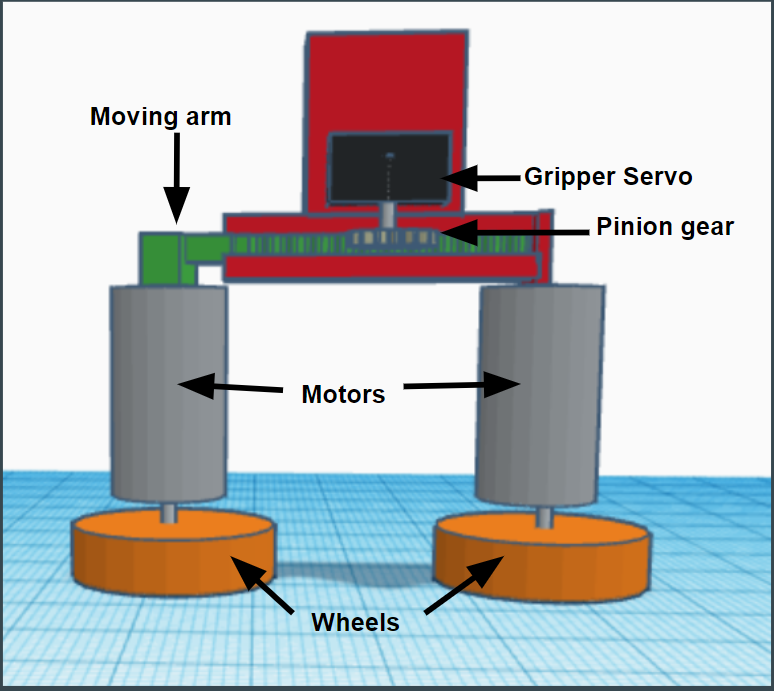 Moving arm
Gripper Servo
Pinion gear
Motors
Wheels